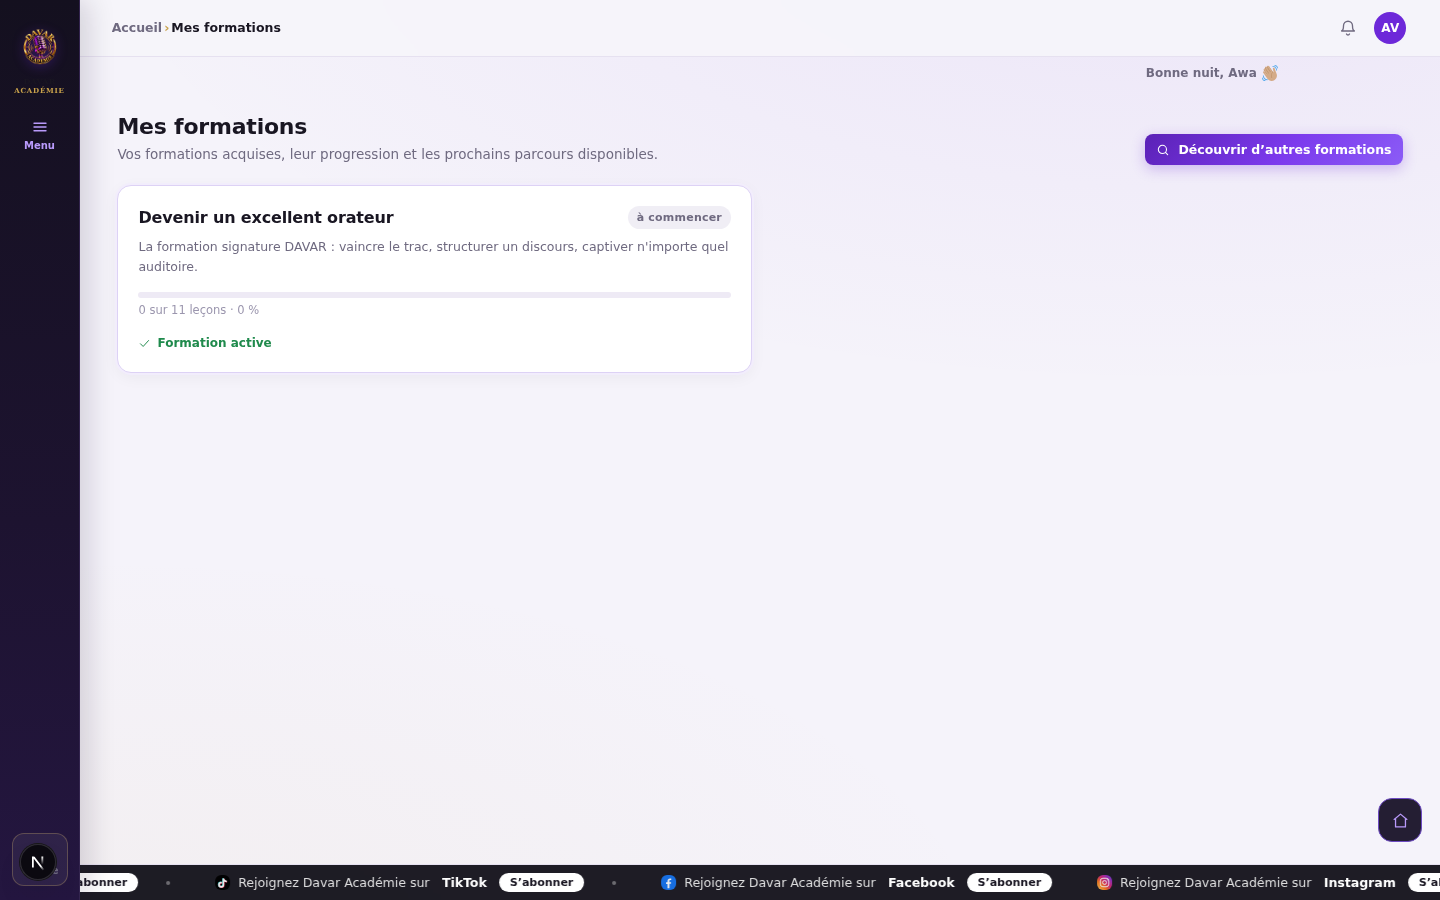 DAVAR
ACADÉMIE
Menu
Accueil › Mes formations
AV
Bonne nuit, Awa 👋🏽
Mes formations
Vos formations acquises, leur progression et les prochains parcours disponibles.
Découvrir d’autres formations
Devenir un excellent orateur
à commencer
La formation signature DAVAR : vaincre le trac, structurer un discours, captiver n'importe quel
auditoire.
0 sur 11 leçons · 0 %
Formation active
N
abonner • Rejoignez Davar Académie sur TikTok S’abonner • Rejoignez Davar Académie sur Facebook S’abonner Rejoignez Davar Académie sur Instagram